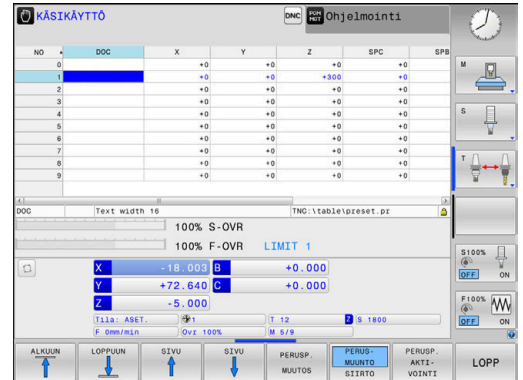 KÄSIKÄYTTÖ DNC PGM MGT Ohjelmointi
NO DOC X Y Z SPC SPB
0 +0 +0 +0 +0
1 +0 +0 +300 +0
2 +0 +0 +0 +0
3 +0 +0 +0 +0
4 +0 +0 +0 +0
5 +0 +0 +0 +0
6 +0 +0 +0 +0
7 +0 +0 +0 +0
8 +0 +0 +0 +0
9 +0 +0 +0 +0
DOC Text width 16 TNC:\table\preset.pr
100% S-OVR
100% F-OVR LIMIT 1
X -18.003 B +0.000
Y +72.640 C +0.000
Z -5.000
Tila: ASET. 1 T 12 Z S 1800
F 0mm/min Ovr 100% M 5/9
M
S
T
S100%
OFF ON
F100%
OFF ON
ALKUUN LOPPUUN SIVU SIVU
PERUSP.
MUUTOS
PERUS-
MUUNTO
SIIRTO
PERUSP.
AKTI-
VOINTI
LOPP